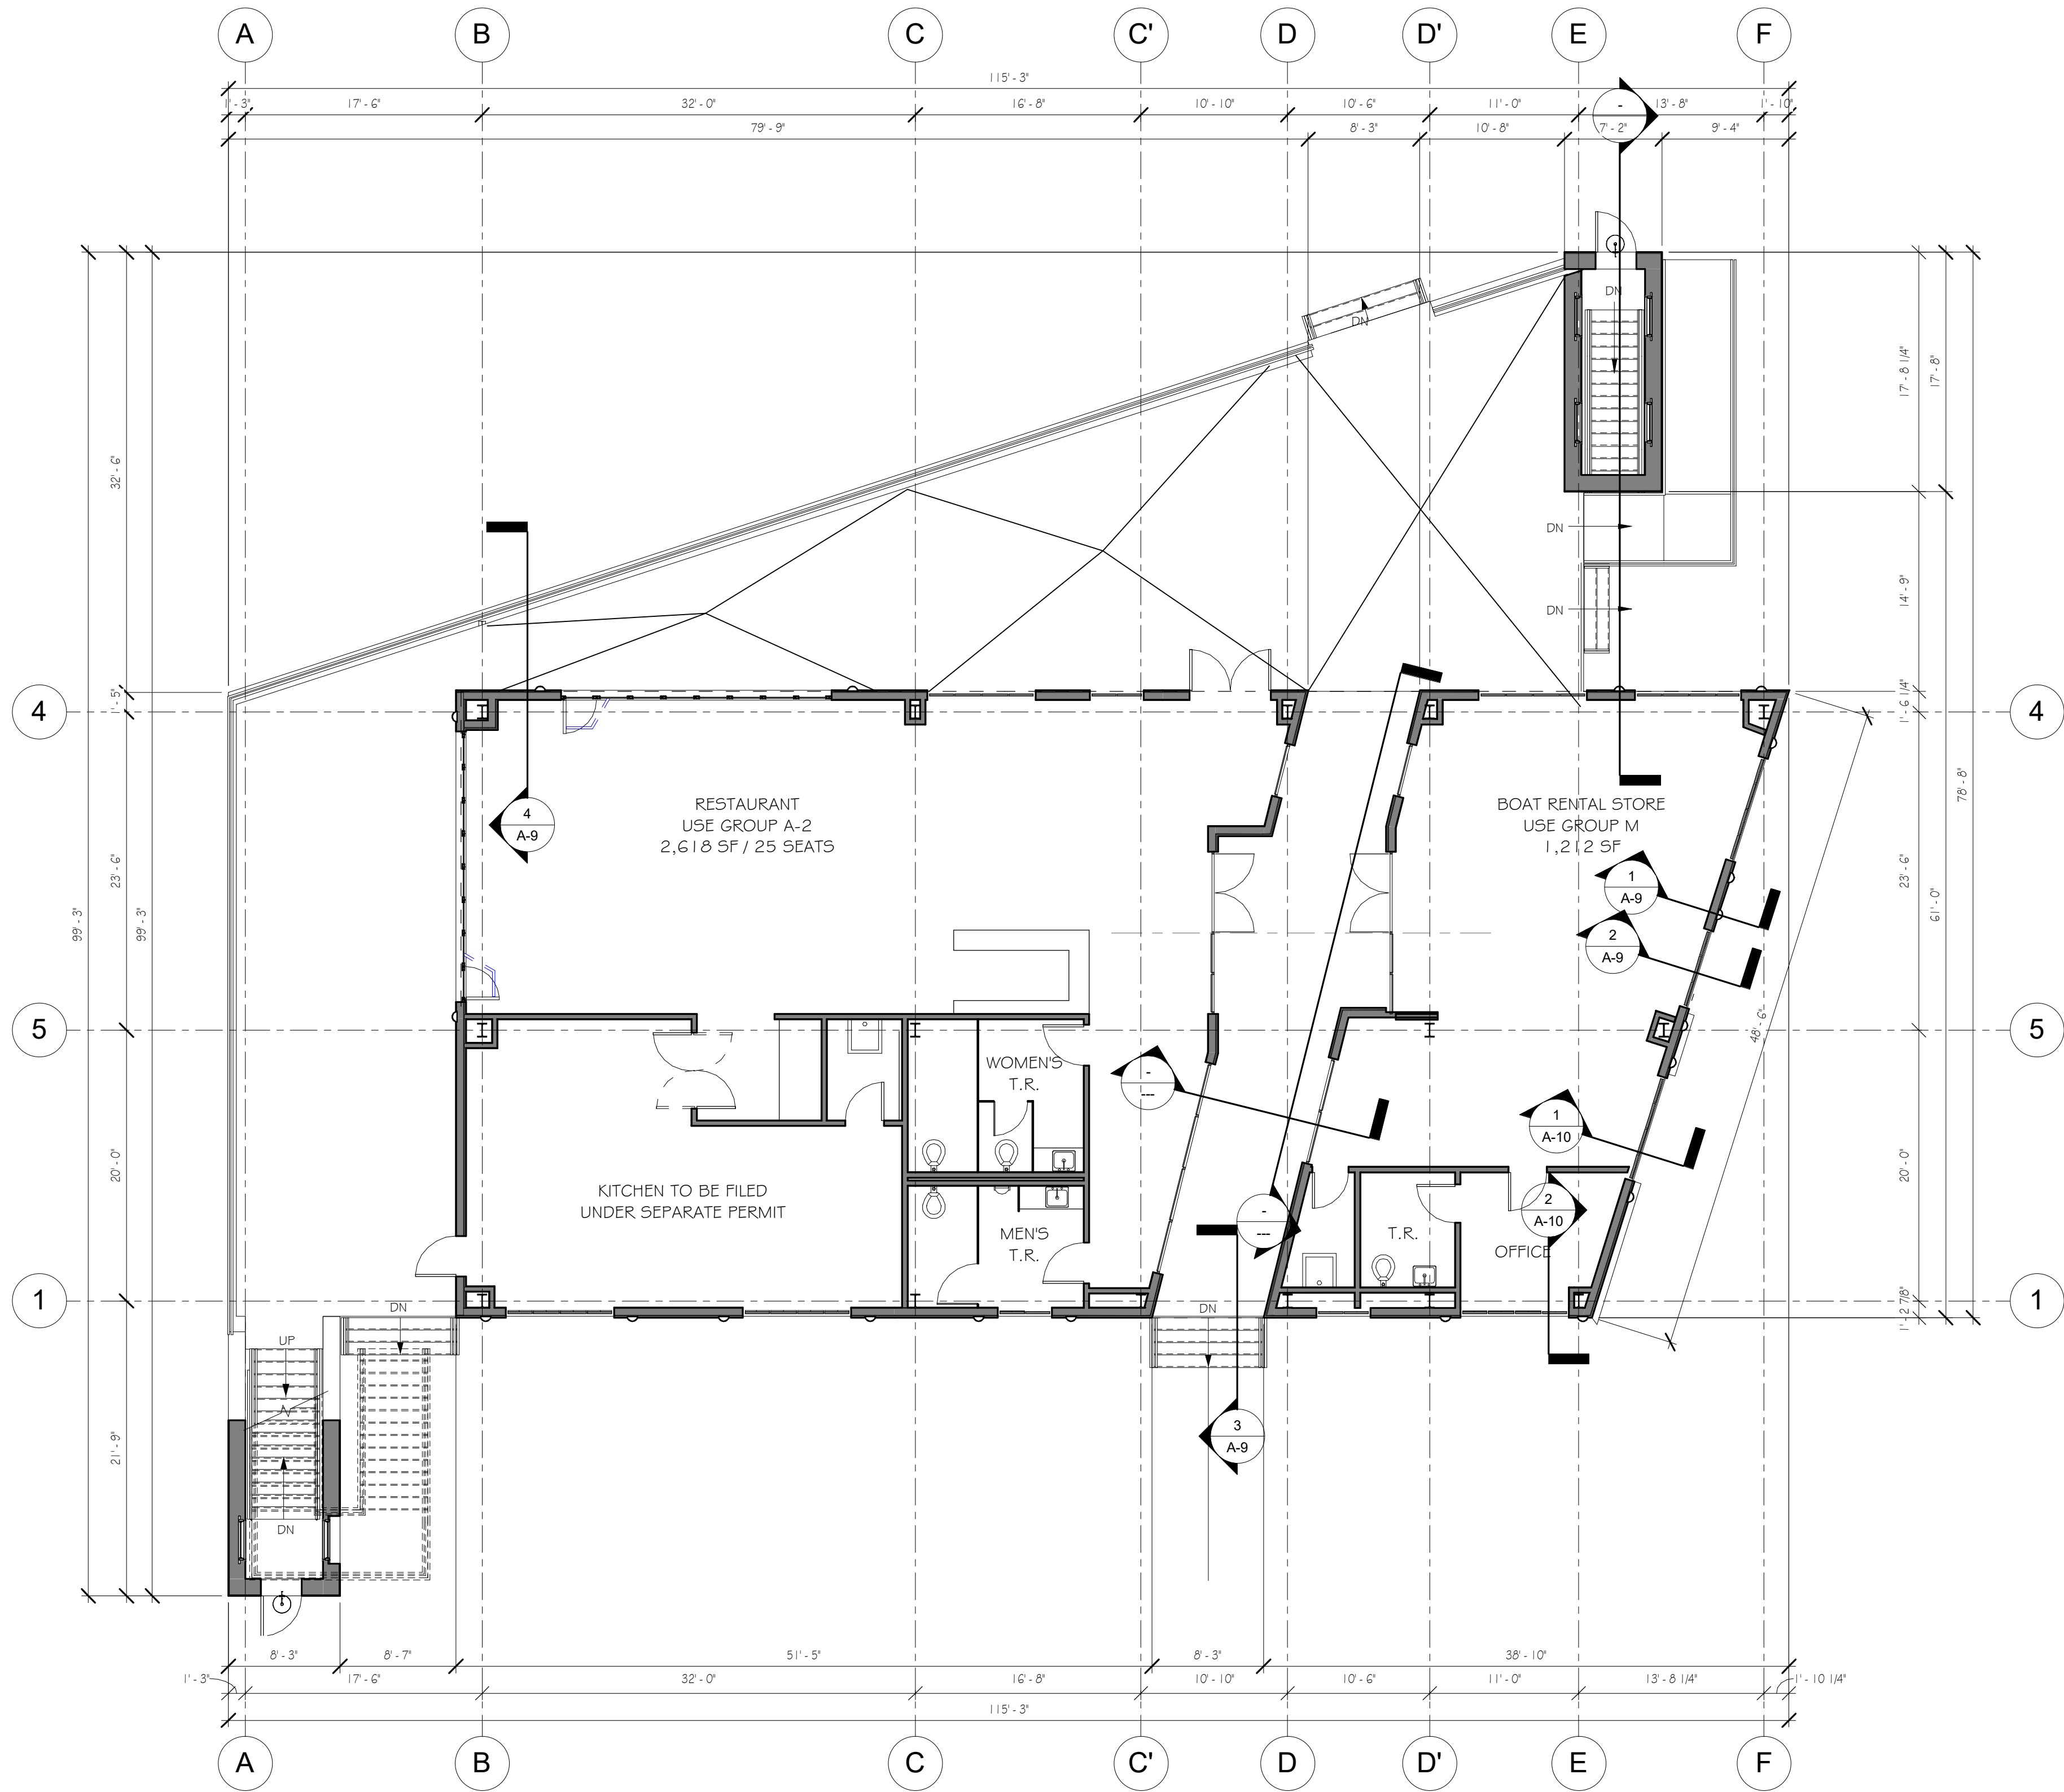 A
B
C
C'
D
D'
E
F
115' - 3"
1' - 3"
17' - 6"
32' - 0"
16' - 8"
10' - 10"
10' - 6"
11' - 0"
-
13' - 8"
1' - 10"
79' - 9"
8' - 3"
10' - 8"
7' - 2"
9' - 4"
DN
DN
17' - 8 1/4"
17' - 8"
32' - 6"
DN
DN
14' - 9"
1' - 5"
1' - 6 1/4"
4
4
78' - 8"
RESTAURANT
USE GROUP A-2
2,618 SF / 25 SEATS
4
A-9
BOAT RENTAL STORE
USE GROUP M
1,212 SF
23' - 6"
23' - 6"
1
A-9
2
A-9
99' - 3"
99' - 3"
61' - 0"
5
5
48' - 6"
WOMEN'S
T.R.
-
---
1
A-10
20' - 0"
20' - 0"
KITCHEN TO BE FILED
UNDER SEPARATE PERMIT
2
A-10
-
---
MEN'S
T.R.
T.R.
OFFICE
1
1
1' - 2 7/8"
DN
DN
UP
3
A-9
21' - 9"
DN
8' - 3"
8' - 7"
51' - 5"
8' - 3"
38' - 10"
1' - 3"
17' - 6"
32' - 0"
16' - 8"
10' - 10"
10' - 6"
11' - 0"
13' - 8 1/4"
1' - 10 1/4"
115' - 3"
A
B
C
C'
D
D'
E
F